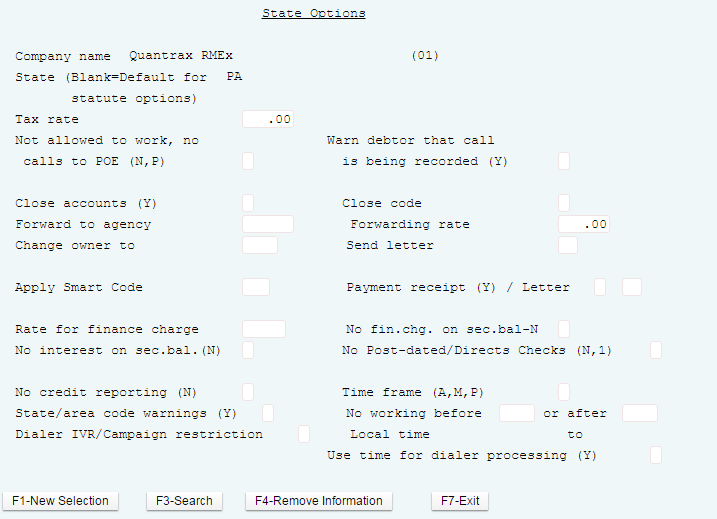 State Options
Company name Quantrax RMEx (01)
State (Blank=Default for PA
statute options)
Tax rate .00
Not allowed to work, no Warn debtor that call
calls to POE (N,P) is being recorded (Y)
Close accounts (Y) Close code
Forward to agency Forwarding rate .00
Change owner to Send letter
Apply Smart Code Payment receipt (Y) / Letter
Rate for finance charge No fin.chg. on sec.bal-N
No interest on sec.bal.(N) No Post-dated/Directs Checks (N,1)
No credit reporting (N) Time frame (A,M,P)
State/area code warnings (Y) No working before or after
Dialer IVR/Campaign restriction Local time to
Use time for dialer processing (Y)
F1-New Selection F3-Search F4-Remove Information F7-Exit